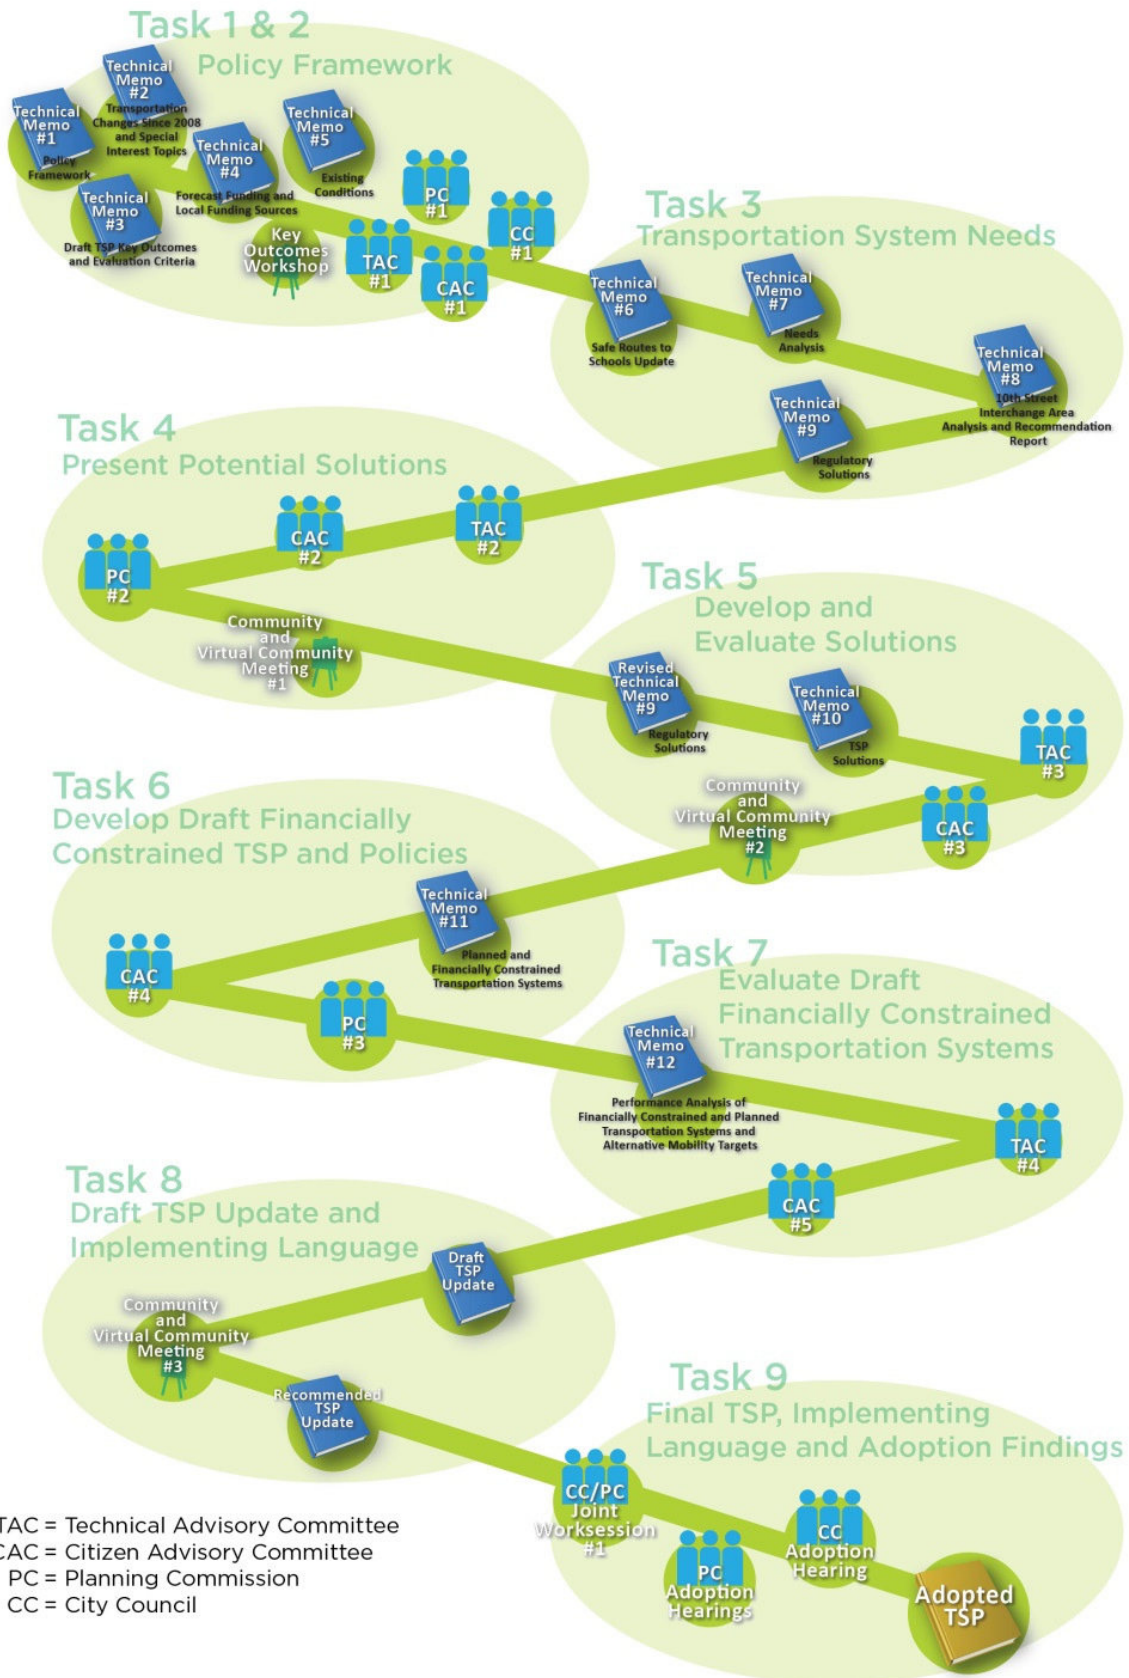 Task 1 & 2
Policy Framework
Technical
Memo
#1
Policy
Framework
Technical
Memo
#2
Transportation
Changes Since 2008
and Special
Interest Topics
Technical
Memo
#3
Draft TSP Key Outcomes
and Evaluation Criteria
Technical
Memo
#4
Forecast Funding and
Local Funding Sources
Technical
Memo
#5
Existing
Conditions
Key
Outcomes
Workshop
TAC
#1
PC
#1
CAC
#1
CC
#1
Task 3
Transportation System Needs
Technical
Memo
#6
Safe Routes to
Schools Update
Technical
Memo
#7
Needs
Analysis
Technical
Memo
#8
10th Street
Interchange Area
Analysis and Recommendation
Report
Technical
Memo
#9
Regulatory
Solutions
Task 4
Present Potential Solutions
TAC
#2
CAC
#2
PC
#2
Community
and
Virtual Community
Meeting
#1
Task 5
Develop and
Evaluate Solutions
Revised
Technical
Memo
#9
Regulatory
Solutions
Technical
Memo
#10
TSP
Solutions
TAC
#3
CAC
#3
Community
and
Virtual Community
Meeting
#2
Task 6
Develop Draft Financially
Constrained TSP and Policies
Technical
Memo
#11
Planned and
Financially Constrained
Transportation Systems
CAC
#4
PC
#3
Task 7
Evaluate Draft
Financially Constrained
Transportation Systems
Technical
Memo
#12
Performance Analysis of
Financially Constrained and Planned
Transportation Systems and
Alternative Mobility Targets
TAC
#4
CAC
#5
Task 8
Draft TSP Update and
Implementing Language
Draft
TSP
Update
Community
and
Virtual Community
Meeting
#3
Recommended
TSP
Update
Task 9
Final TSP, Implementing
Language and Adoption Findings
CC/PC
Joint
Worksession
#1
PC
Adoption
Hearings
CC
Adoption
Hearing
Adopted
TSP
TAC = Technical Advisory Committee
CAC = Citizen Advisory Committee
PC = Planning Commission
CC = City Council